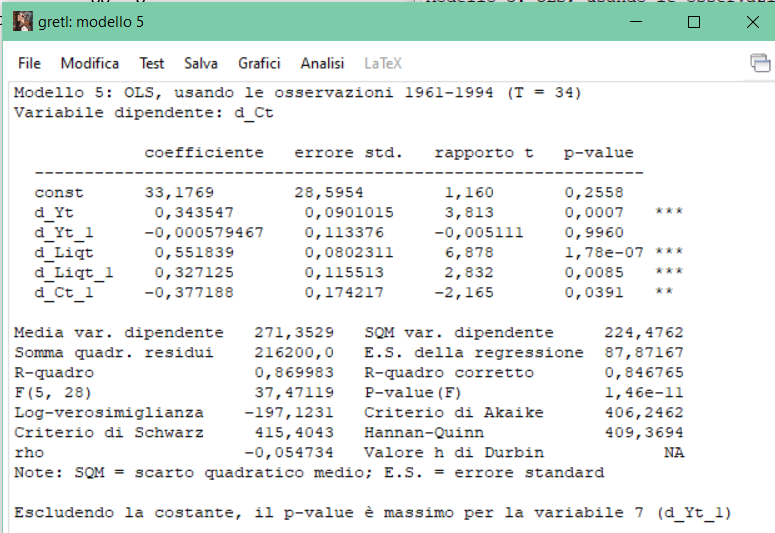 gretl: modello 5
File Modifica Test Salva Grafici Analisi LaTeX
Modello 5: OLS, usando le osservazioni 1961-1994 (T = 34)
Variabile dipendente: d_Ct
coefficiente errore std. rapporto t p-value
---------------------------------------------------------------
const 33,1769 28,5954 1,160 0,2558
d_Yt 0,343547 0,0901015 3,813 0,0007 ***
d_Yt_1 -0,000579467 0,113376 -0,005111 0,9960
d_Liqt 0,551839 0,0802311 6,878 1,78e-07 ***
d_Liqt_1 0,327125 0,115513 2,832 0,0085 ***
d_Ct_1 -0,377188 0,174217 -2,165 0,0391 **
Media var. dipendente 271,3529 SQM var. dipendente 224,4762
Somma quadr. residui 216200,0 E.S. della regressione 87,87167
R-quadro 0,869983 R-quadro corretto 0,846765
F(5, 28) 37,47119 P-value(F) 1,46e-11
Log-verosimiglianza -197,1231 Criterio di Akaike 406,2462
Criterio di Schwarz 415,4043 Hannan-Quinn 409,3694
rho -0,054734 Valore h di Durbin NA
Note: SQM = scarto quadratico medio; E.S. = errore standard
Escludendo la costante, il p-value è massimo per la variabile 7 (d_Yt_1)